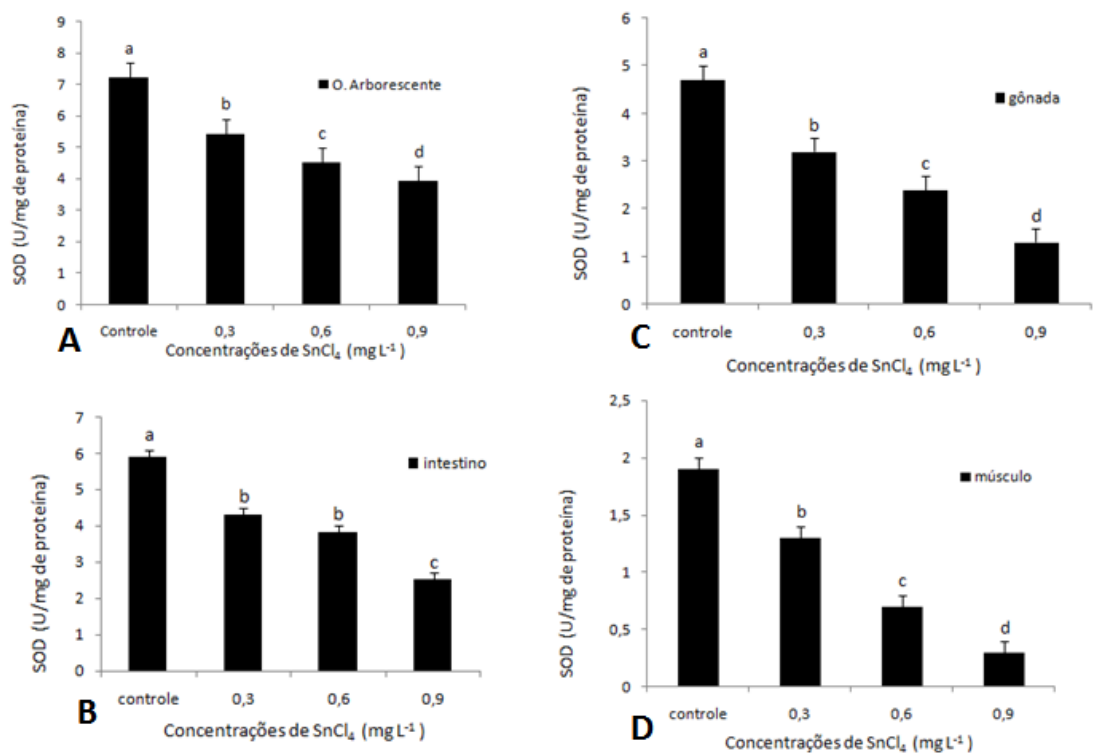 9
8
7
6
5
4
3
2
1
0
SOD (U/mg de proteína)
a
b
c
d
O. Arborescente
Controle 0,3 0,6 0,9
Concentrações de SnCl₄ (mg L⁻¹)
A
6
5
4
3
2
1
0
SOD (U/mg de proteína)
a
b
c
d
gônada
controle 0,3 0,6 0,9
Concentrações de SnCl₄ (mg L⁻¹)
C
7
6
5
4
3
2
1
0
SOD (U/mg de proteína)
a
b
b
c
intestino
controle 0,3 0,6 0,9
Concentrações de SnCl₄ (mg L⁻¹)
B
2,5
2
1,5
1
0,5
0
SOD (U/mg de proteína)
a
b
c
d
músculo
controle 0,3 0,6 0,9
Concentrações de SnCl₄ (mg L⁻¹)
D